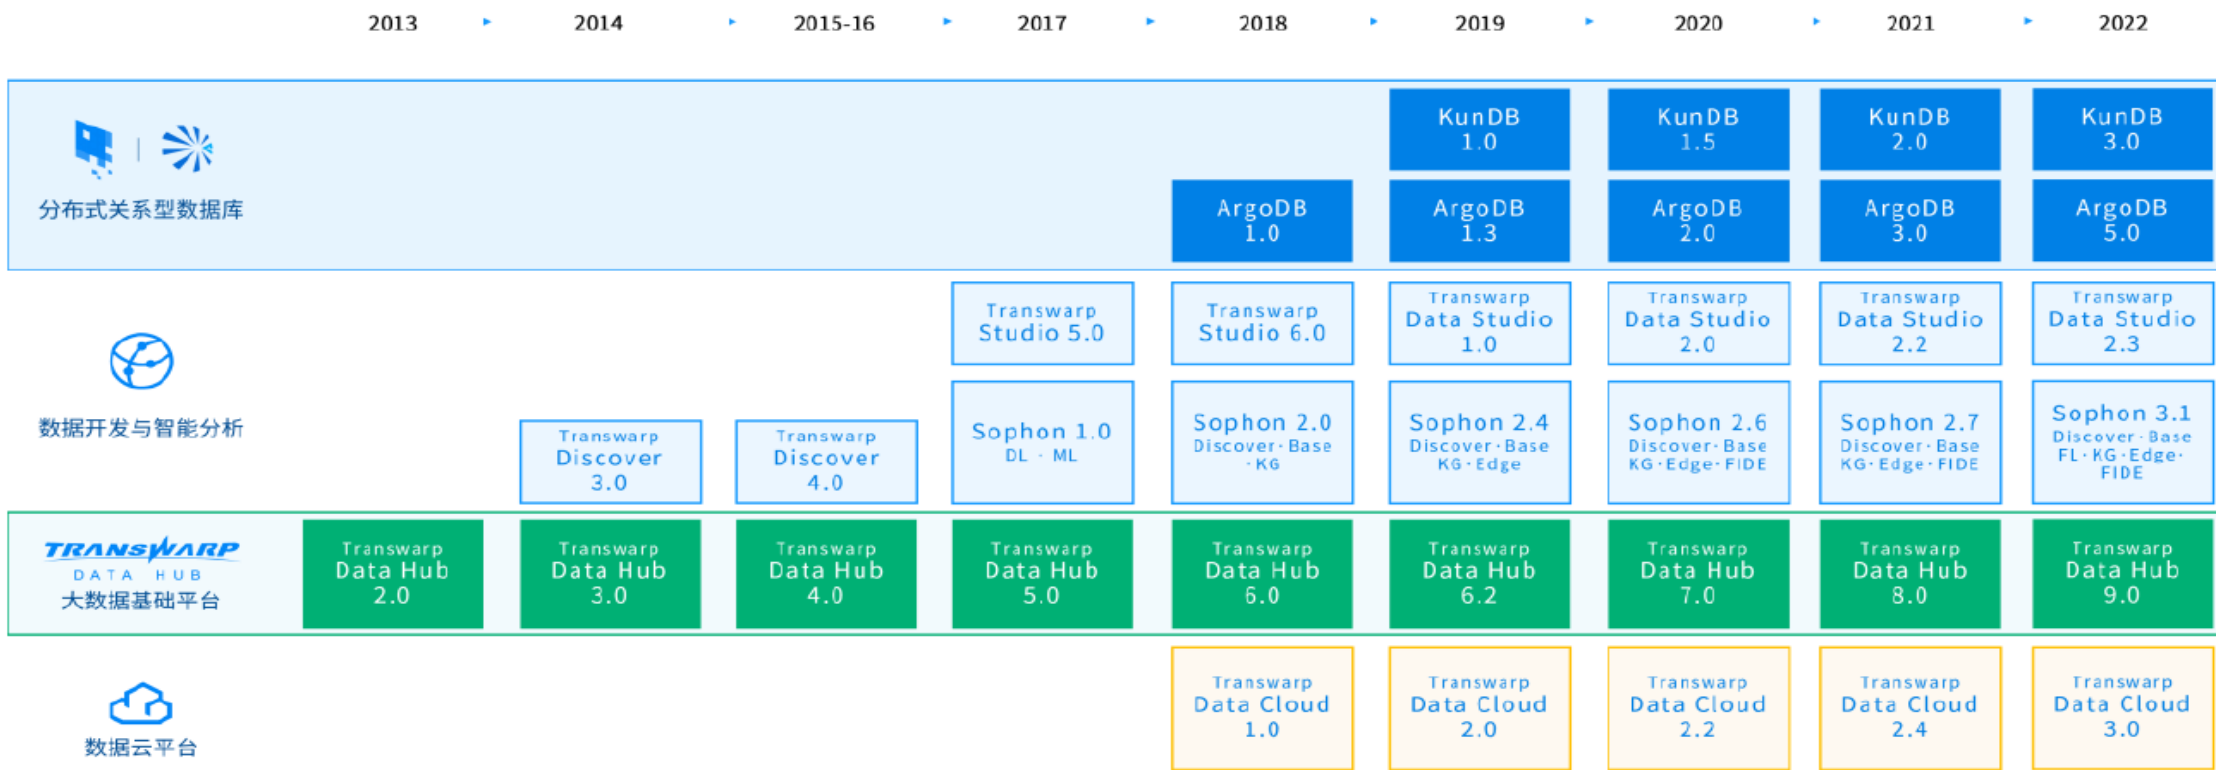 2013 2014 2015-16 2017 2018 2019 2020 2021 2022
分布式关系型数据库
KunDB
1.0
KunDB
1.5
KunDB
2.0
KunDB
3.0
ArgoDB
1.0
ArgoDB
1.3
ArgoDB
2.0
ArgoDB
3.0
ArgoDB
5.0
数据开发与智能分析
Transwarp
Studio 5.0
Transwarp
Studio 6.0
Transwarp
Data Studio
1.0
Transwarp
Data Studio
2.0
Transwarp
Data Studio
2.2
Transwarp
Data Studio
2.3
Transwarp
Discover
3.0
Transwarp
Discover
4.0
Sophon 1.0
DL · ML
Sophon 2.0
Discover·Base
·KG
Sophon 2.4
Discover·Base
KG·Edge
Sophon 2.6
Discover·Base
KG·Edge·FIDE
Sophon 2.7
Discover·Base
KG·Edge·FIDE
Sophon 3.1
Discover·Base
FL·KG·Edge·
FIDE
TRANSWARP
DATA HUB
大数据基础平台
Transwarp
Data Hub
2.0
Transwarp
Data Hub
3.0
Transwarp
Data Hub
4.0
Transwarp
Data Hub
5.0
Transwarp
Data Hub
6.0
Transwarp
Data Hub
6.2
Transwarp
Data Hub
7.0
Transwarp
Data Hub
8.0
Transwarp
Data Hub
9.0
数据云平台
Transwarp
Data Cloud
1.0
Transwarp
Data Cloud
2.0
Transwarp
Data Cloud
2.2
Transwarp
Data Cloud
2.4
Transwarp
Data Cloud
3.0